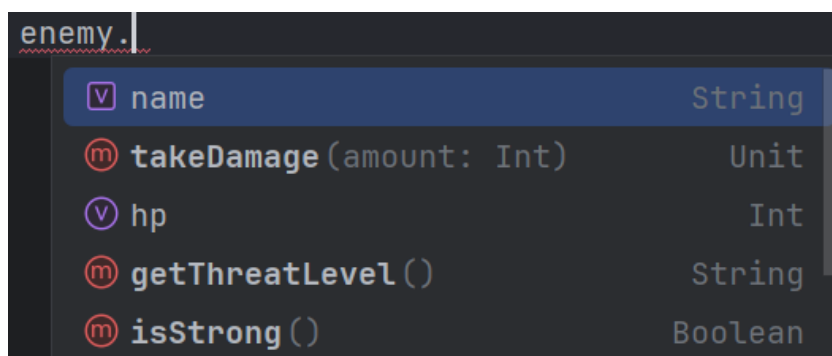 enemy.
V name String
m takeDamage(amount: Int) Unit
V hp Int
m getThreatLevel() String
m isStrong() Boolean